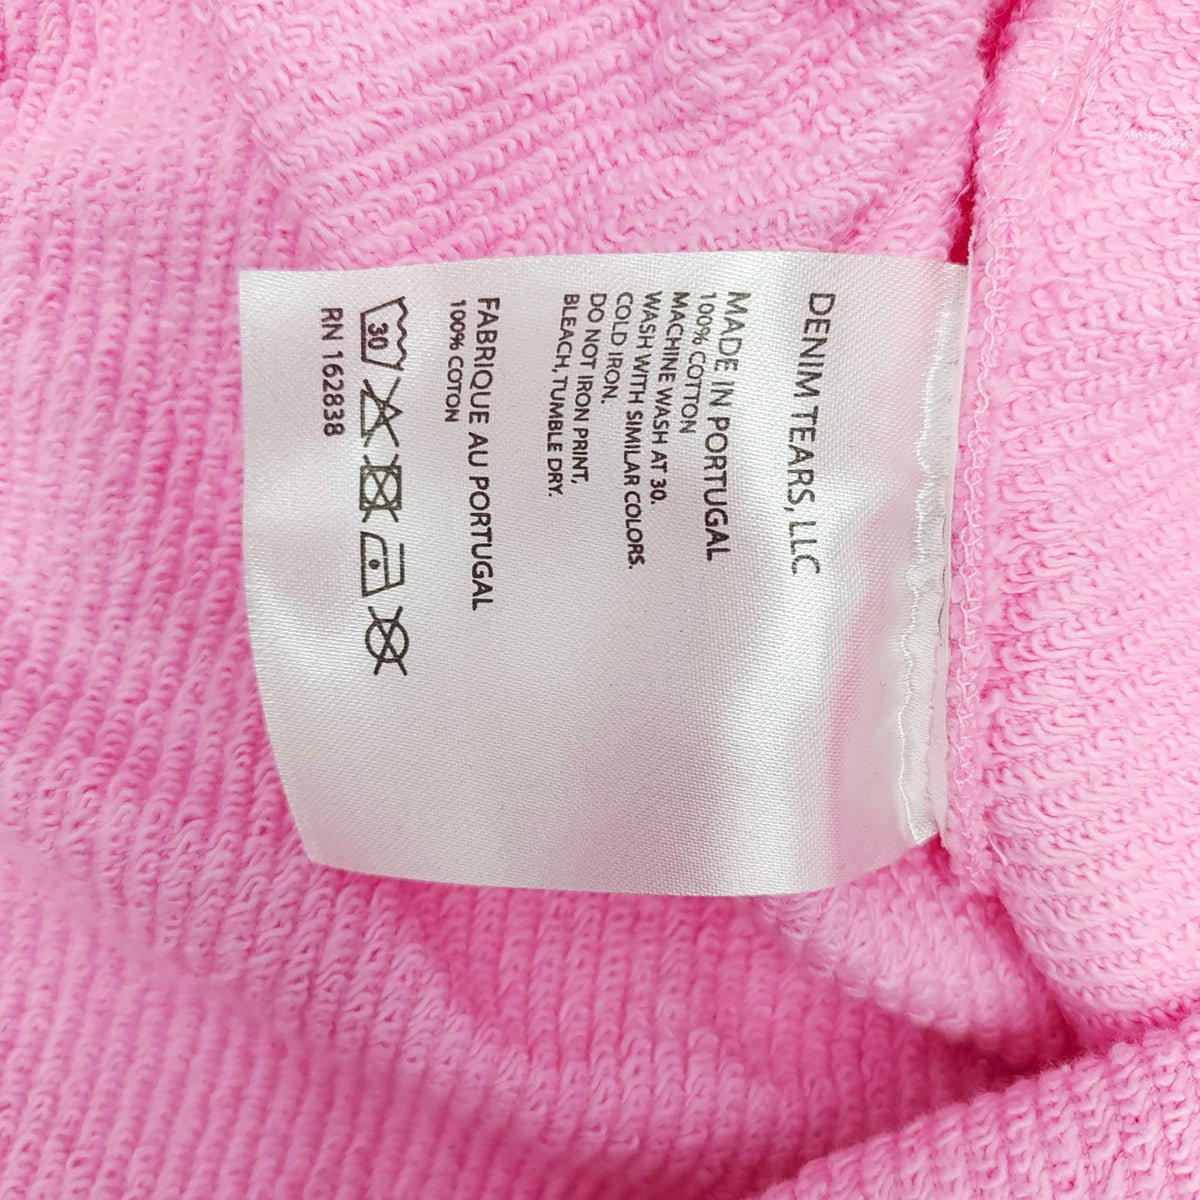 DENIM TEARS, LLC
MADE IN PORTUGAL
100% COTTON
MACHINE WASH AT 30.
WASH WITH SIMILAR COLORS.
COLD IRON.
DO NOT IRON PRINT,
BLEACH, TUMBLE DRY.
FABRIQUE AU PORTUGAL
100% COTON
30
RN 162838